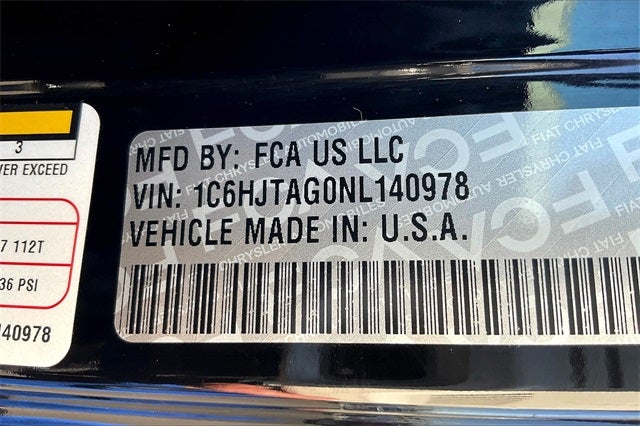 3
VER EXCEED
7 112T
36 PSI
140978
MFD BY: FCA US LLC
VIN: 1C6HJTAG0NL140978
VEHICLE MADE IN: U.S.A.